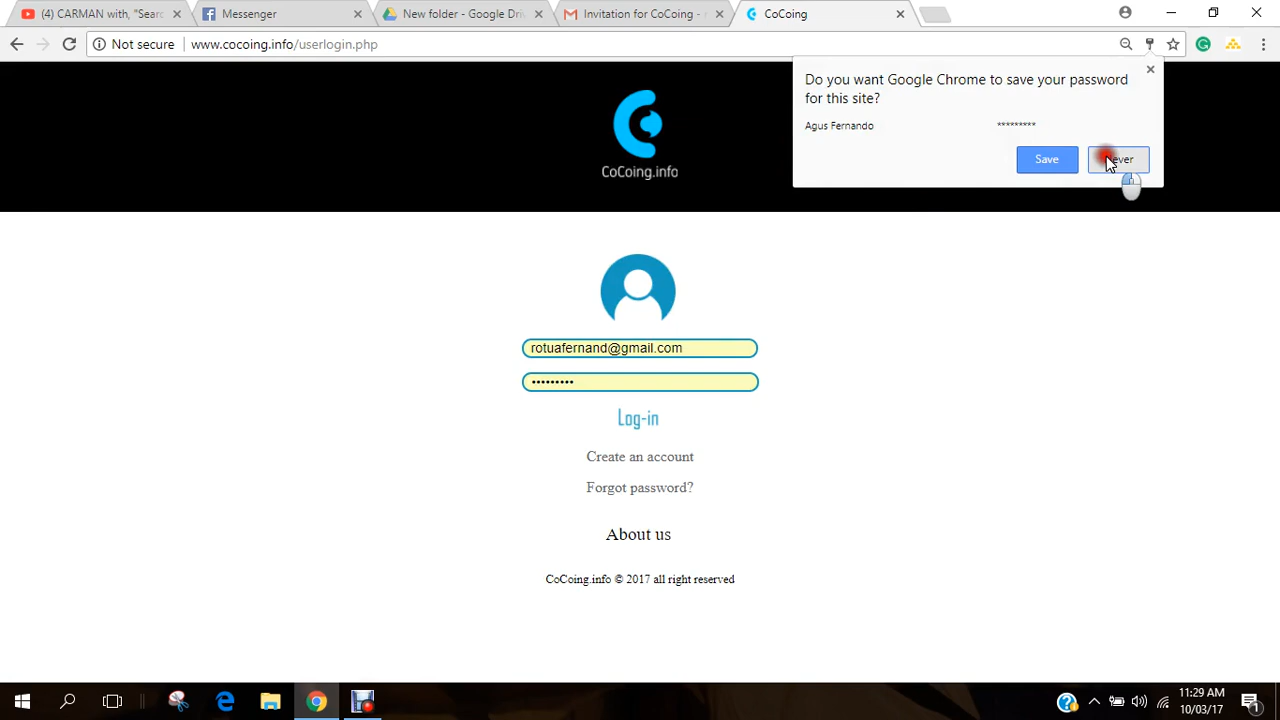 (4) CARMAN with, "Searc
Messenger
New folder - Google Driv
Invitation for CoCoing - 
CoCoing
Not secure
www.cocoing.info/userlogin.php
Do you want Google Chrome to save your password
for this site?
Agus Fernando
*********
Save
CoCoing.info
rotuafernand@gmail.com
•••••••••
Log-in
Create an account
Forgot password?
About us
CoCoing.info © 2017 all right reserved
11:29 AM
10/03/17
1